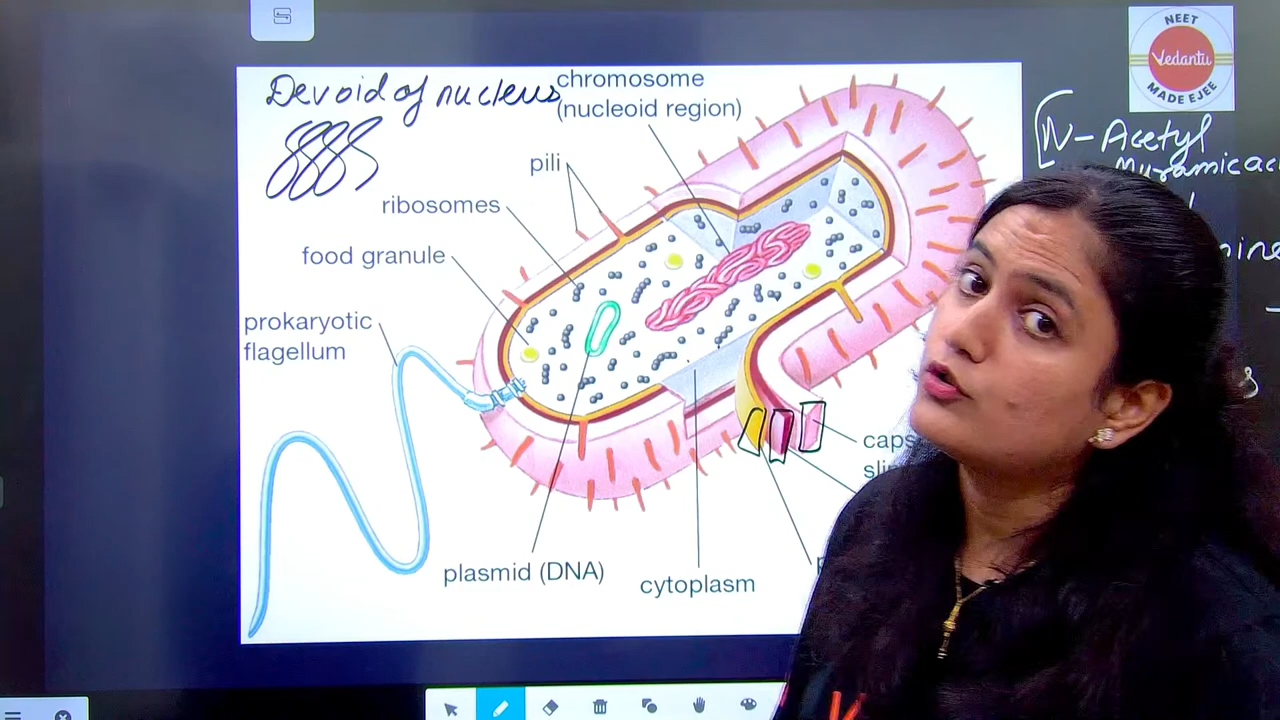 NEET
Vedantu
MADE EJEE
Devoid of nucleus
chromosome
(nucleoid region)
pili
ribosomes
food granule
prokaryotic
flagellum
plasmid (DNA)
cytoplasm
N-Acetyl
Muramic